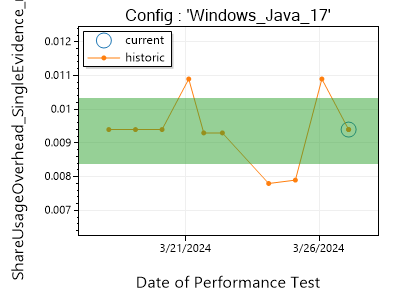 Config : 'Windows_Java_17'
current
historic
0.012
0.011
0.01
0.009
0.008
0.007
ShareUsageOverhead_SingleEvidence_
3/21/2024
3/26/2024
Date of Performance Test